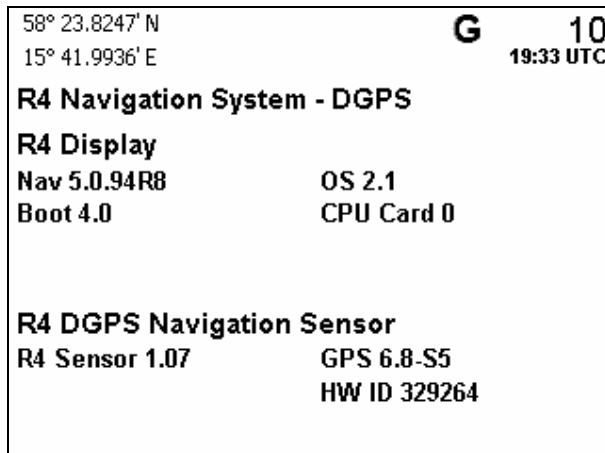 58° 23.8247' N G 10
15° 41.9936' E 19:33 UTC
R4 Navigation System - DGPS
R4 Display
Nav 5.0.94R8 OS 2.1
Boot 4.0 CPU Card 0
R4 DGPS Navigation Sensor
R4 Sensor 1.07 GPS 6.8-S5
HW ID 329264